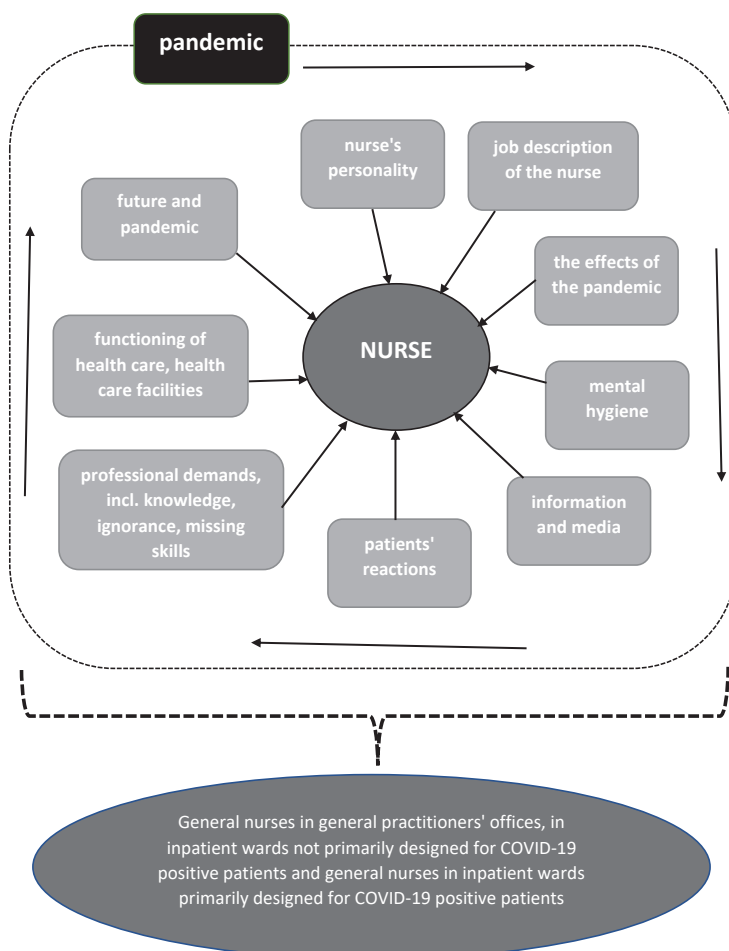 pandemic
nurse's
personality
job description
of the nurse
future and
pandemic
the effects of
the pandemic
NURSE
functioning of
health care, health
care facilities
mental
hygiene
professional demands,
incl. knowledge,
ignorance, missing
skills
information
and media
patients'
reactions
General nurses in general practitioners' offices, in
inpatient wards not primarily designed for COVID-19
positive patients and general nurses in inpatient wards
primarily designed for COVID-19 positive patients